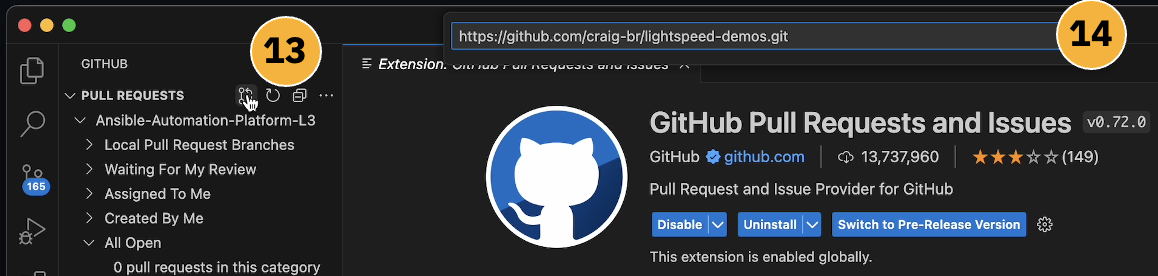 13
14
https://github.com/craig-br/lightspeed-demos.git
GITHUB
Extension: GitHub Pull Requests and Issues
PULL REQUESTS
Ansible-Automation-Platform-L3
Local Pull Request Branches
Waiting For My Review
Assigned To Me
Created By Me
All Open
0 pull requests in this category
165
GitHub Pull Requests and Issues v0.72.0
GitHub github.com 13,737,960 (149)
Pull Request and Issue Provider for GitHub
Disable Uninstall Switch to Pre-Release Version
This extension is enabled globally.